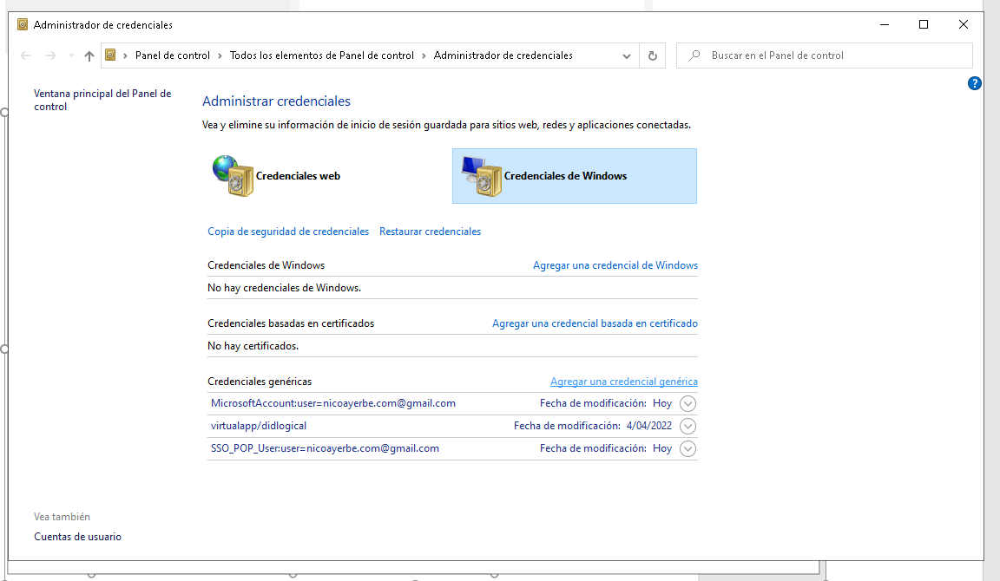 Administrador de credenciales
Panel de control > Todos los elementos de Panel de control > Administrador de credenciales
Buscar en el Panel de control
Ventana principal del Panel de
control
Administrar credenciales
Vea y elimine su información de inicio de sesión guardada para sitios web, redes y aplicaciones conectadas.
Credenciales web
Credenciales de Windows
Copia de seguridad de credenciales Restaurar credenciales
Credenciales de Windows Agregar una credencial de Windows
No hay credenciales de Windows.
Credenciales basadas en certificados Agregar una credencial basada en certificado
No hay certificados.
Credenciales genéricas Agregar una credencial genérica
MicrosoftAccount:user=nicoayerbe.com@gmail.com Fecha de modificación: Hoy
virtualapp/didlogical Fecha de modificación: 4/04/2022
SSO_POP_User:user=nicoayerbe.com@gmail.com Fecha de modificación: Hoy
Vea también
Cuentas de usuario